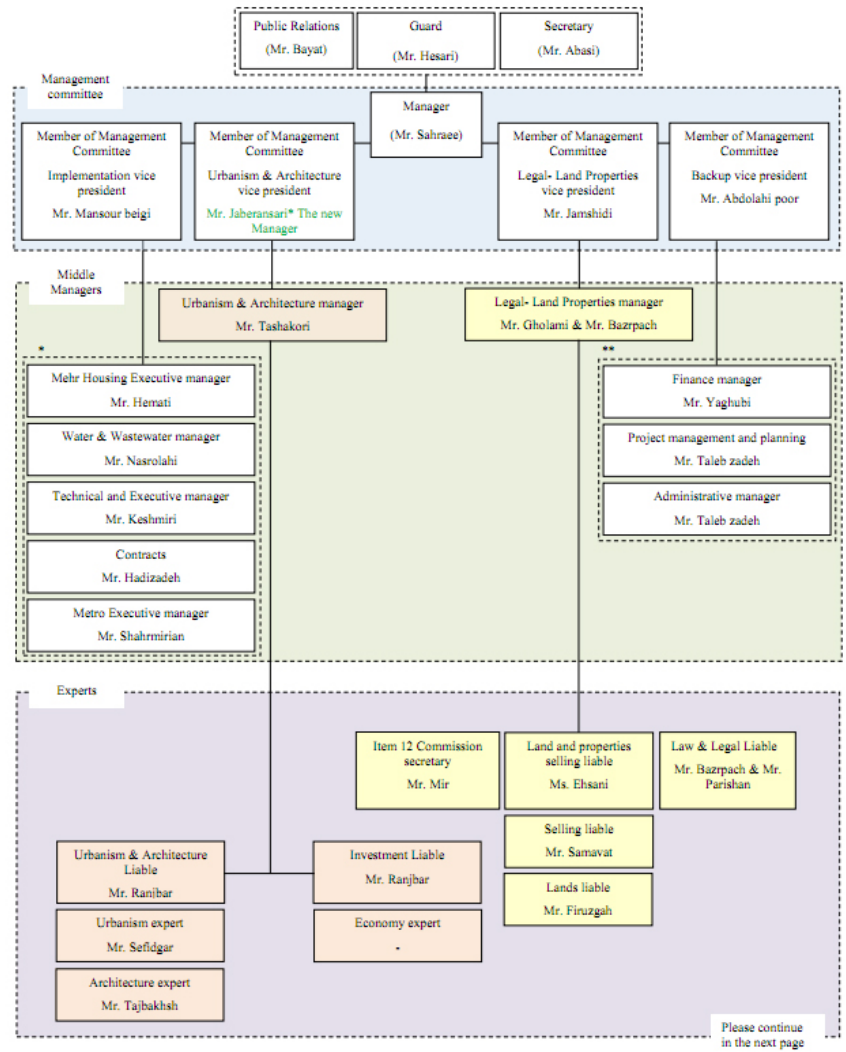 Public Relations
(Mr. Bayat)
Guard
(Mr. Hesari)
Secretary
(Mr. Abasi)
Management
committee
Manager
(Mr. Sahraee)
Member of Management
Committee
Implementation vice
president
Mr. Mansour beigi
Member of Management
Committee
Urbanism & Architecture
vice president
Mr. Jaberansari* The new
Manager
Member of Management
Committee
Legal- Land Properties
vice president
Mr. Jamshidi
Member of Management
Committee
Backup vice president
Mr. Abdolahi poor
Middle
Managers
Urbanism & Architecture manager
Mr. Tashakori
Legal- Land Properties manager
Mr. Gholami & Mr. Bazrpach
*
Mehr Housing Executive manager
Mr. Hemati
Water & Wastewater manager
Mr. Nasrolahi
Technical and Executive manager
Mr. Keshmiri
Contracts
Mr. Hadizadeh
Metro Executive manager
Mr. Shahrmirian
**
Finance manager
Mr. Yaghubi
Project management and planning
Mr. Taleb zadeh
Administrative manager
Mr. Taleb zadeh
Experts
Item 12 Commission
secretary
Mr. Mir
Land and properties
selling liable
Ms. Ehsani
Law & Legal Liable
Mr. Bazrpach & Mr.
Parishan
Selling liable
Mr. Samavat
Lands liable
Mr. Firuzgah
Urbanism & Architecture
Liable
Mr. Ranjbar
Investment Liable
Mr. Ranjbar
Urbanism expert
Mr. Sefidgar
Economy expert
-
Architecture expert
Mr. Tajbakhsh
Please continue
in the next page